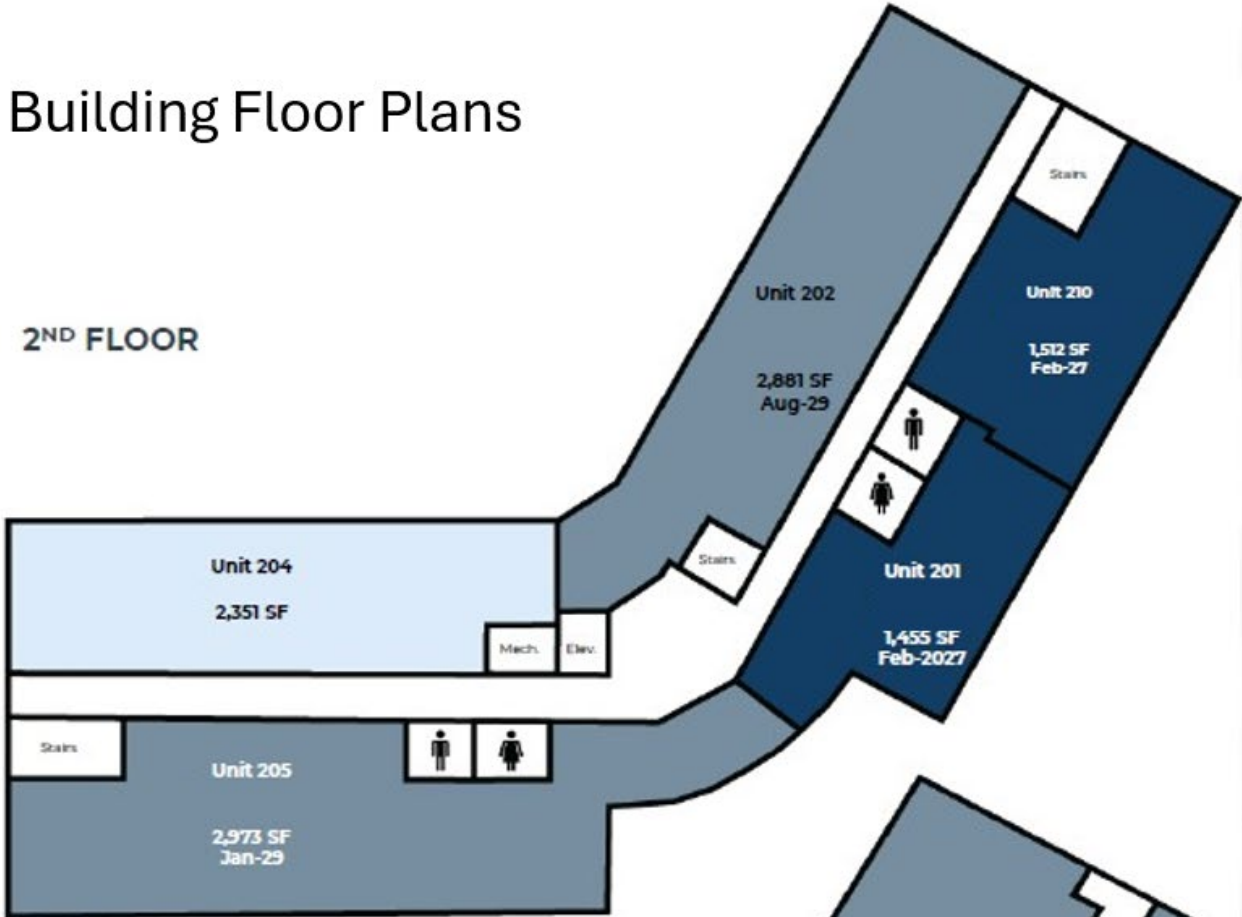 Building Floor Plans
2ND FLOOR
Stairs
Unit 202
2,881 SF
Aug-29
Unit 210
1,512 SF
Feb-27
Unit 204
2,351 SF
Mech.
Elev.
Stairs
Unit 201
1,455 SF
Feb-2027
Stairs
Unit 205
2,973 SF
Jan-29